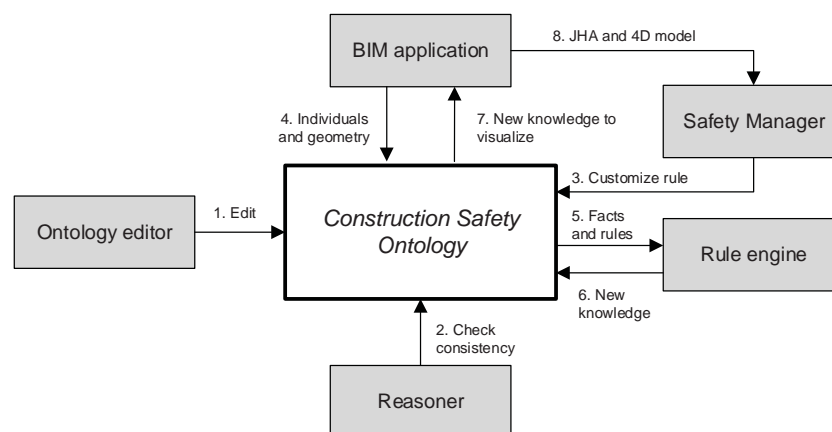 BIM application
8. JHA and 4D model
4. Individuals
and geometry
7. New knowledge to
visualize
Safety Manager
3. Customize rule
1. Edit
Ontology editor
Construction Safety
Ontology
5. Facts
and rules
Rule engine
6. New
knowledge
2. Check
consistency
Reasoner